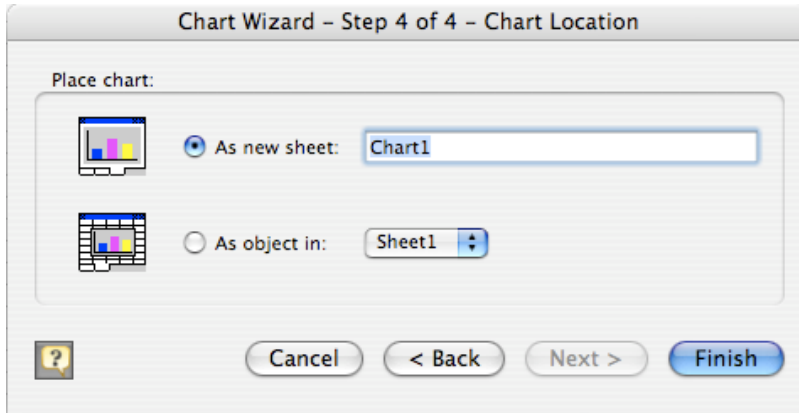 Chart Wizard – Step 4 of 4 – Chart Location
Place chart:
As new sheet: Chart1
As object in: Sheet1
? Cancel < Back Next > Finish